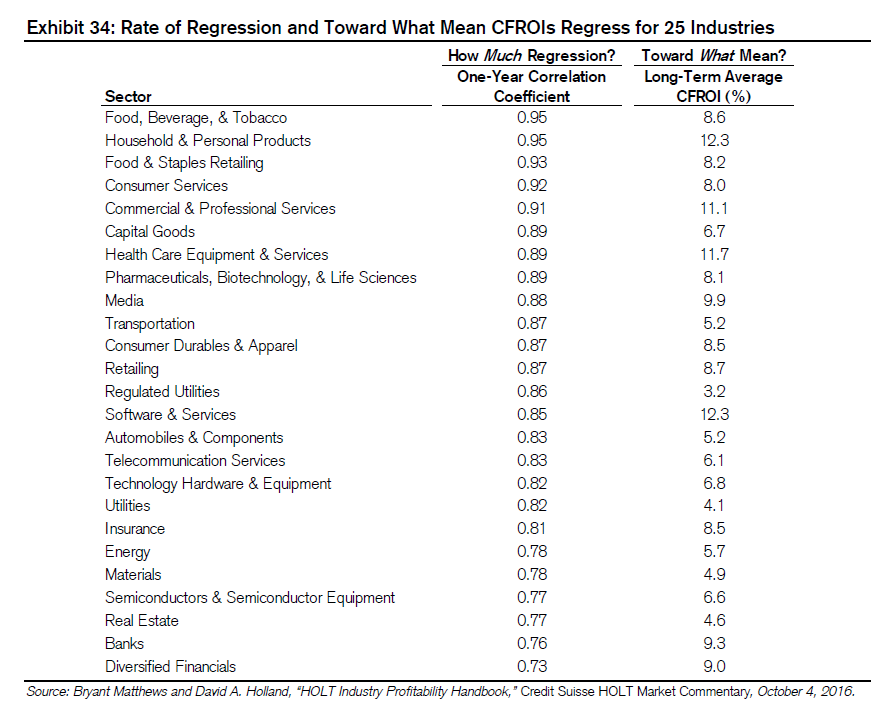 Exhibit 34: Rate of Regression and Toward What Mean CFROIs Regress for 25 Industries
How Much Regression? Toward What Mean?
One-Year Correlation Long-Term Average
Sector Coefficient CFROI (%)
Food, Beverage, & Tobacco 0.95 8.6
Household & Personal Products 0.95 12.3
Food & Staples Retailing 0.93 8.2
Consumer Services 0.92 8.0
Commercial & Professional Services 0.91 11.1
Capital Goods 0.89 6.7
Health Care Equipment & Services 0.89 11.7
Pharmaceuticals, Biotechnology, & Life Sciences 0.89 8.1
Media 0.88 9.9
Transportation 0.87 5.2
Consumer Durables & Apparel 0.87 8.5
Retailing 0.87 8.7
Regulated Utilities 0.86 3.2
Software & Services 0.85 12.3
Automobiles & Components 0.83 5.2
Telecommunication Services 0.83 6.1
Technology Hardware & Equipment 0.82 6.8
Utilities 0.82 4.1
Insurance 0.81 8.5
Energy 0.78 5.7
Materials 0.78 4.9
Semiconductors & Semiconductor Equipment 0.77 6.6
Real Estate 0.77 4.6
Banks 0.76 9.3
Diversified Financials 0.73 9.0
Source: Bryant Matthews and David A. Holland, "HOLT Industry Profitability Handbook," Credit Suisse HOLT Market Commentary, October 4, 2016.